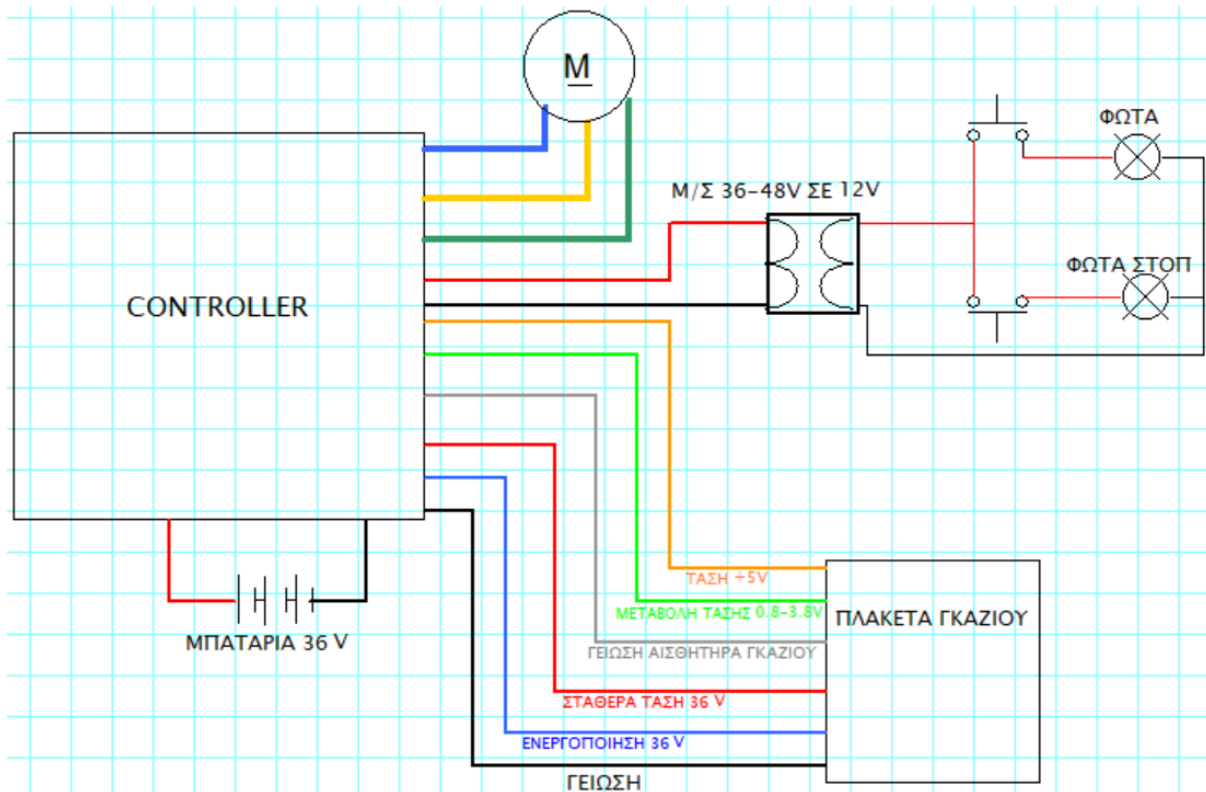 M
ΦΩΤΑ
Μ/Σ 36-48V ΣΕ 12V
ΦΩΤΑ ΣΤΟΠ
CONTROLLER
ΤΑΣΗ +5V
ΜΕΤΑΒΟΛΗ ΤΑΣΗΣ 0.8-3.8V
ΠΛΑΚΕΤΑ ΓΚΑΖΙΟΥ
ΜΠΑΤΑΡΙΑ 36 V
ΓΕΙΩΣΗ ΑΙΣΘΗΤΗΡΑ ΓΚΑΖΙΟΥ
ΣΤΑΘΕΡΑ ΤΑΣΗ 36 V
ΕΝΕΡΓΟΠΟΙΗΣΗ 36 V
ΓΕΙΩΣΗ